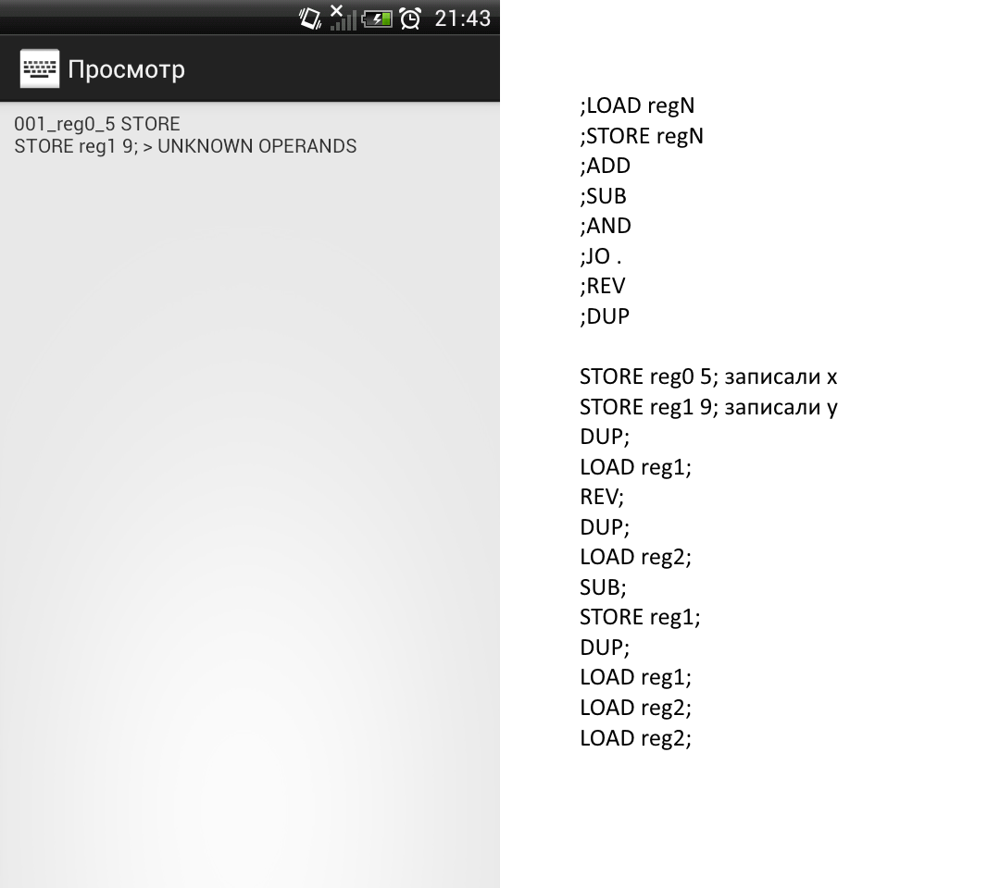 21:43
Просмотр
001_reg0_5 STORE
STORE reg1 9; > UNKNOWN OPERANDS
;LOAD regN
;STORE regN
;ADD
;SUB
;AND
;JO .
;REV
;DUP
STORE reg0 5; записали x
STORE reg1 9; записали y
DUP;
LOAD reg1;
REV;
DUP;
LOAD reg2;
SUB;
STORE reg1;
DUP;
LOAD reg1;
LOAD reg2;
LOAD reg2;